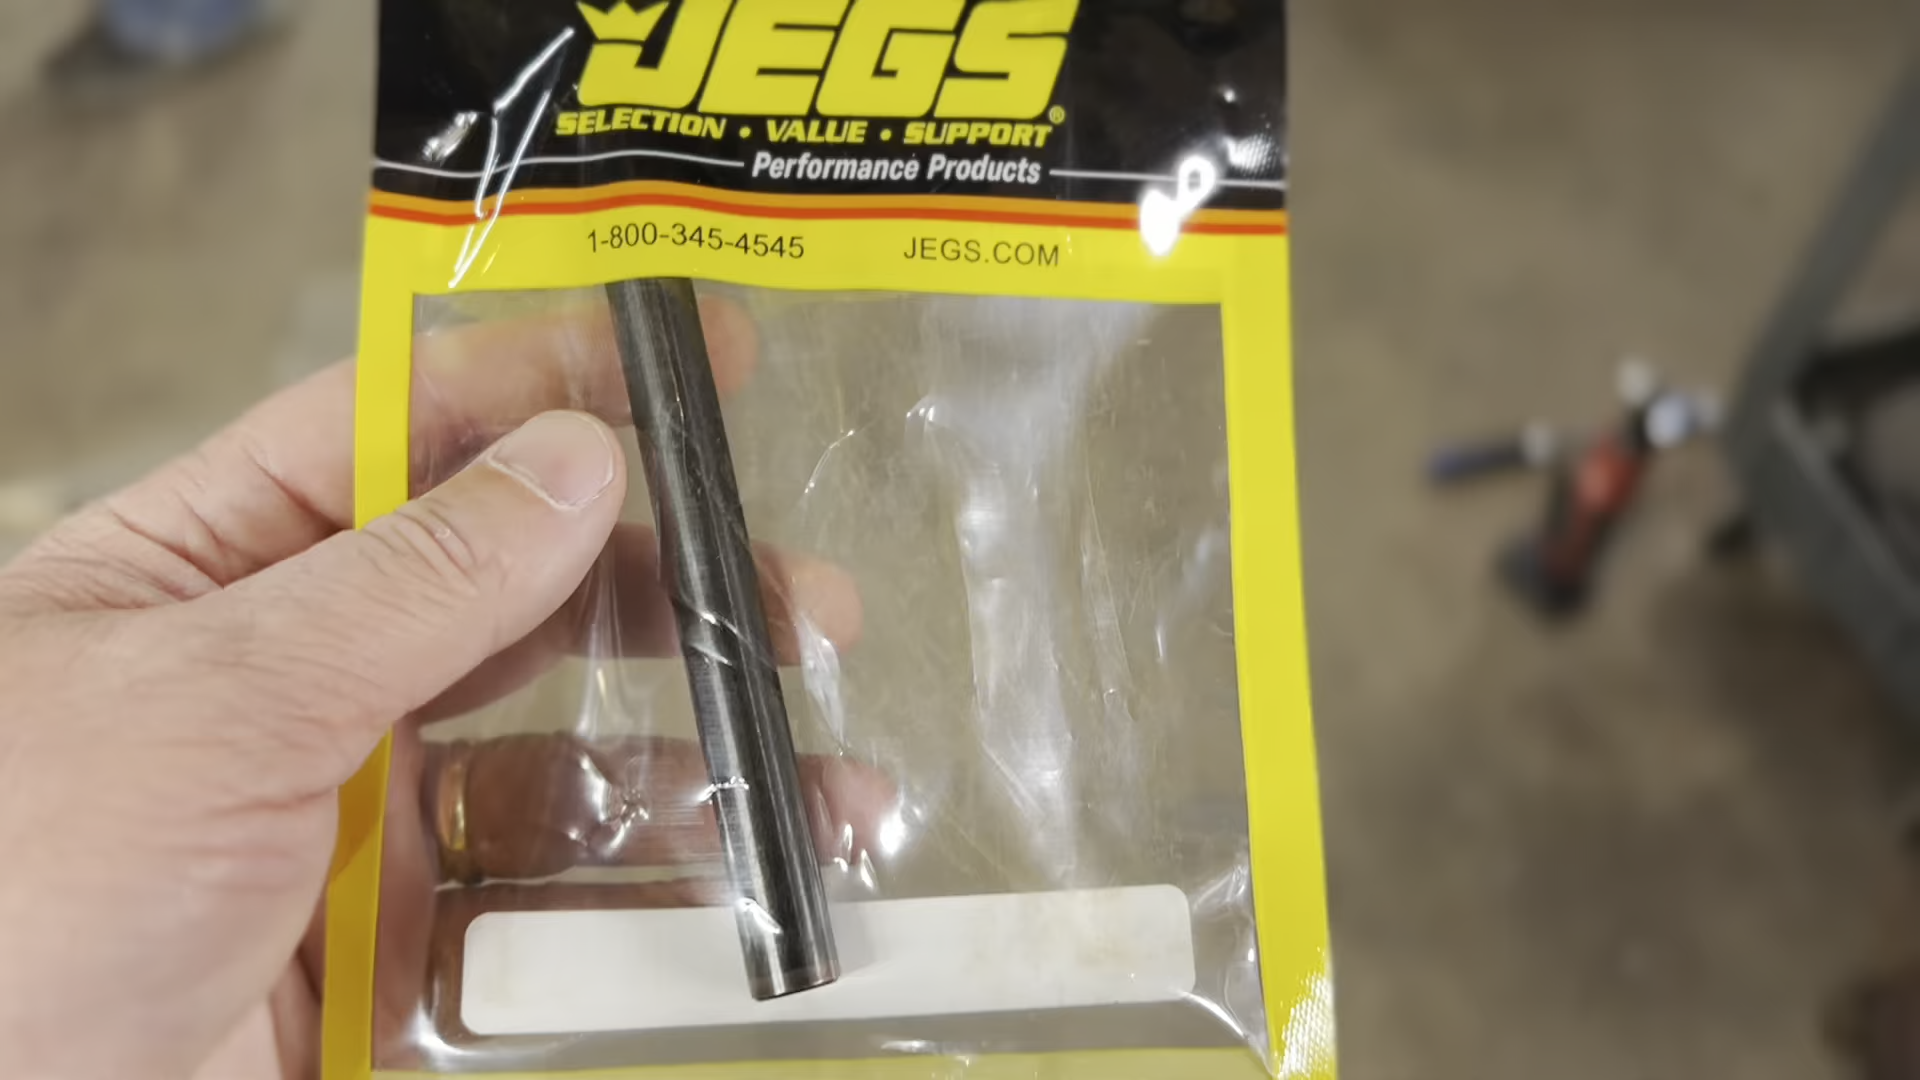 JEGS®
SELECTION • VALUE • SUPPORT
Performance Products
1-800-345-4545 JEGS.COM